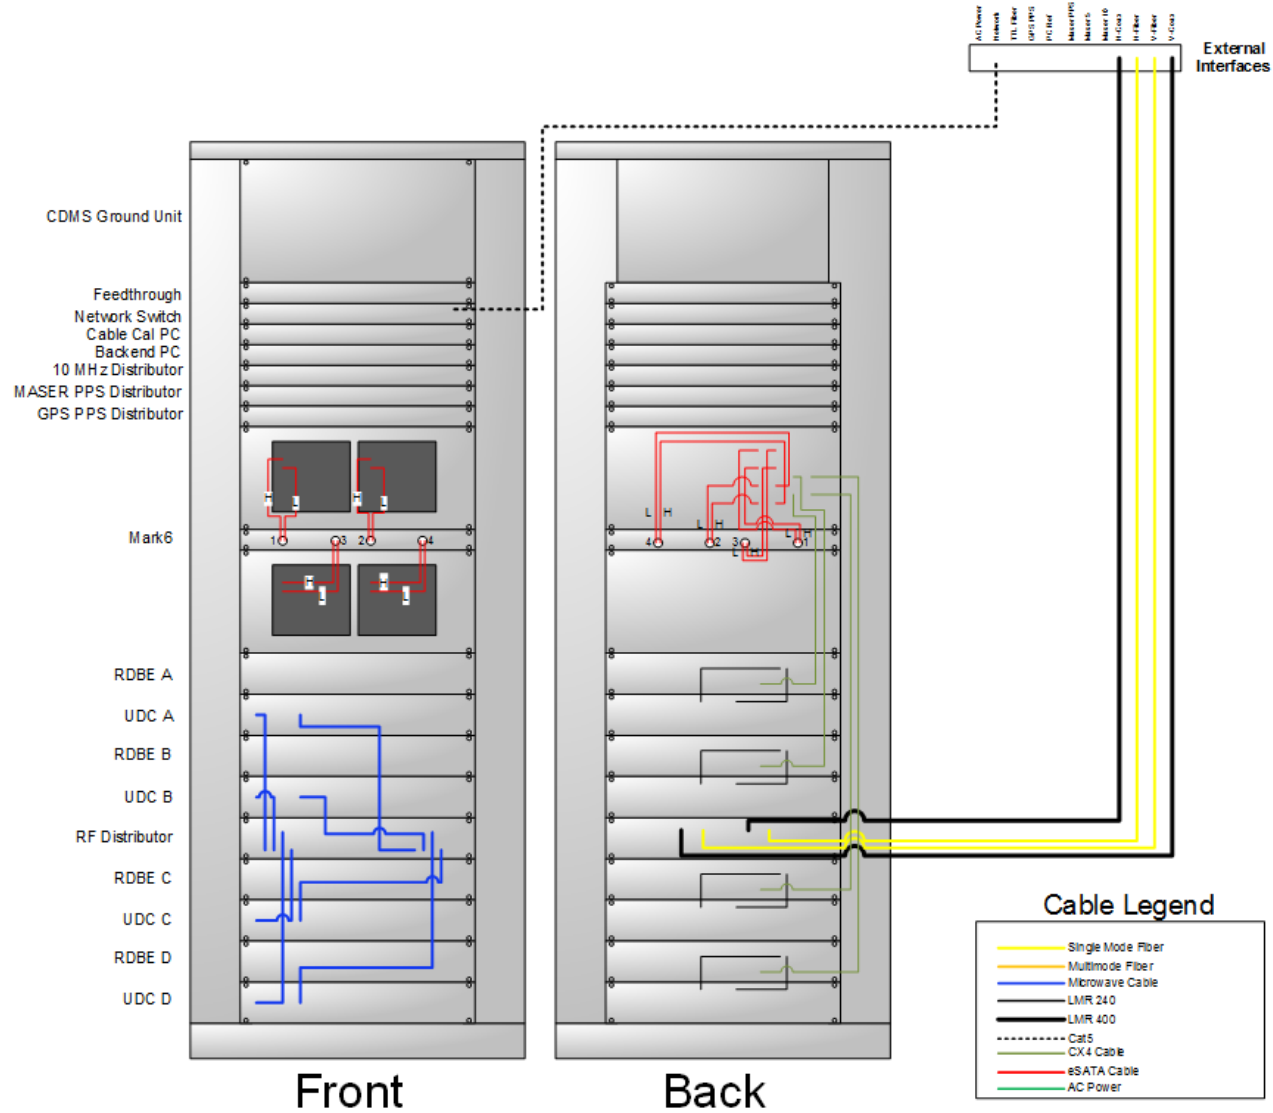 AC Power
Network
TTL Fiber
GPS PPS
PC Ref
Maser PPS
Maser 5
Maser 10
H-Coax
H-Fiber
V-Fiber
V-Coax
External
Interfaces
CDMS Ground Unit
Feedthrough
Network Switch
Cable Cal PC
Backend PC
10 MHz Distributor
MASER PPS Distributor
GPS PPS Distributor
H
L
H
L
1
3
2
4
H
L
H
L
L
H
L
H
L
H
4
2
3
1
L
H
Mark6
RDBE A
UDC A
RDBE B
UDC B
RF Distributor
RDBE C
UDC C
RDBE D
UDC D
Cable Legend
Single Mode Fiber
Multimode Fiber
Microwave Cable
LMR 240
LMR 400
Cat5
CX4 Cable
eSATA Cable
AC Power
Front
Back